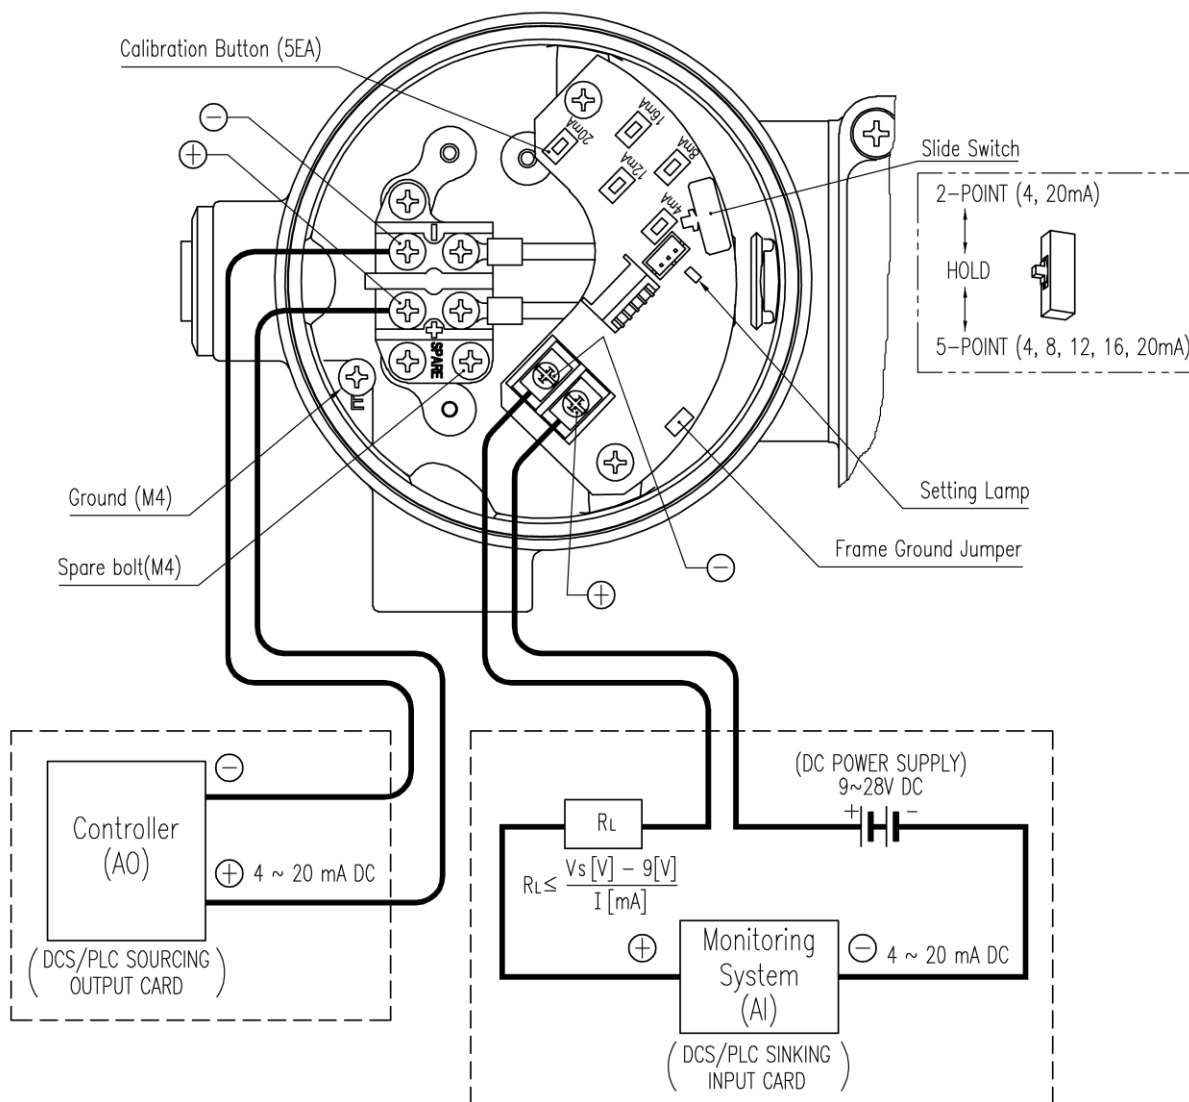 Calibration Button (5EA)
⊖
⊕
20mA
16mA
12mA
8mA
4mA
Slide Switch
2-POINT (4, 20mA)
HOLD
5-POINT (4, 8, 12, 16, 20mA)
−
+
SPARE
E
Ground (M4)
Spare bolt(M4)
Setting Lamp
Frame Ground Jumper
⊖
⊕
⊖
Controller
(AO)
⊕ 4 ~ 20 mA DC
(DCS/PLC SOURCING
OUTPUT CARD)
(DC POWER SUPPLY)
9~28V DC
+ -
RL
RL≤ Vs[V] - 9[V]
I [mA]
⊕
Monitoring
System
(AI)
⊖ 4 ~ 20 mA DC
(DCS/PLC SINKING
INPUT CARD)